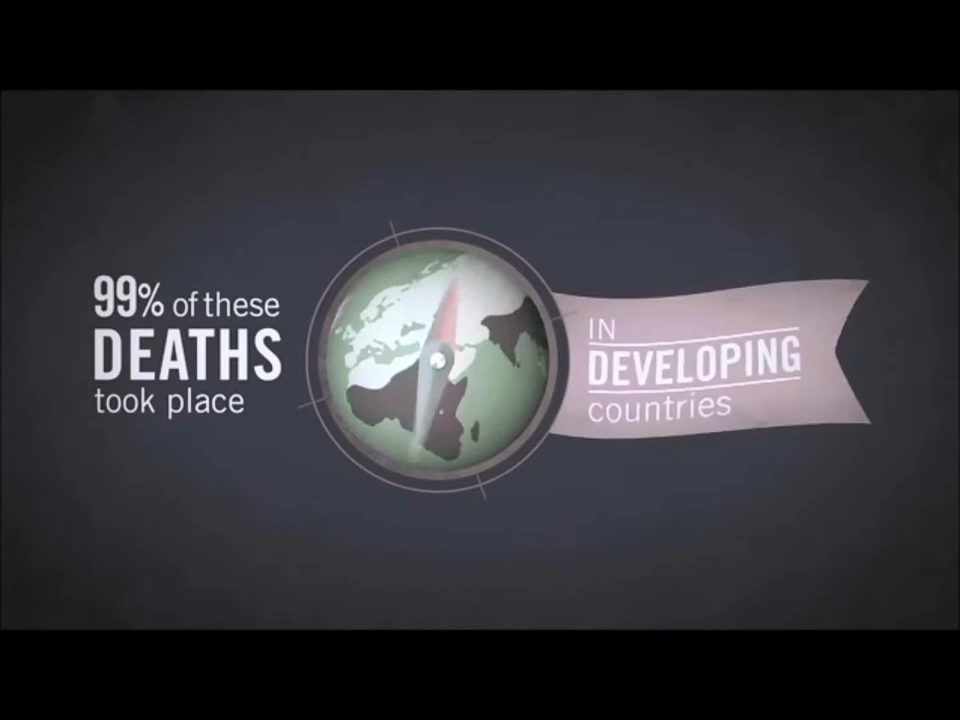 99% of these
DEATHS
took place
IN
DEVELOPING
countries